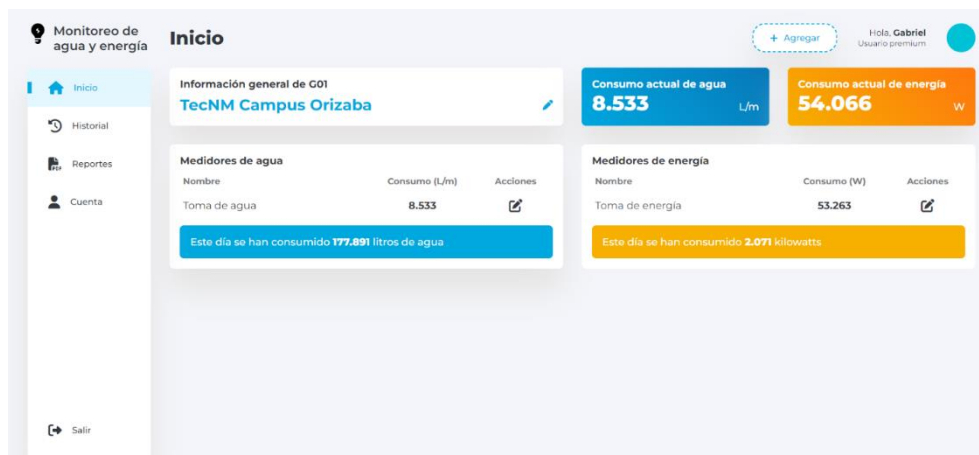 Monitoreo de
agua y energía
Inicio
+ Agregar
Hola, Gabriel
Usuario premium
Inicio
Historial
Reportes
Cuenta
Salir
Información general de G01
TecNM Campus Orizaba
Consumo actual de agua
8.533 L/m
Consumo actual de energía
54.066 W
Medidores de agua
Nombre Consumo (L/m) Acciones
Toma de agua 8.533
Este día se han consumido 177.891 litros de agua
Medidores de energía
Nombre Consumo (W) Acciones
Toma de energía 53.263
Este día se han consumido 2.071 kilowatts